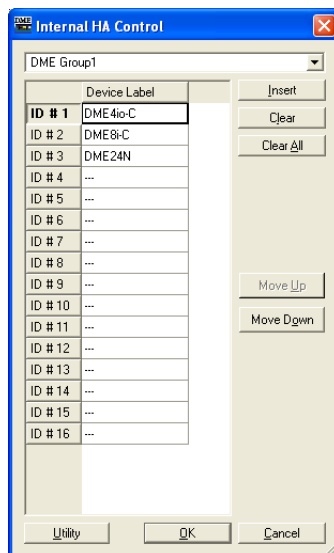 DME Internal HA Control
DME Group1
Device Label
ID # 1 DME4io-C
ID # 2 DME8i-C
ID # 3 DME24N
ID # 4 ---
ID # 5 ---
ID # 6 ---
ID # 7 ---
ID # 8 ---
ID # 9 ---
ID # 10 ---
ID # 11 ---
ID # 12 ---
ID # 13 ---
ID # 14 ---
ID # 15 ---
ID # 16 ---
Insert
Clear
Clear All
Move Up
Move Down
Utility
OK
Cancel